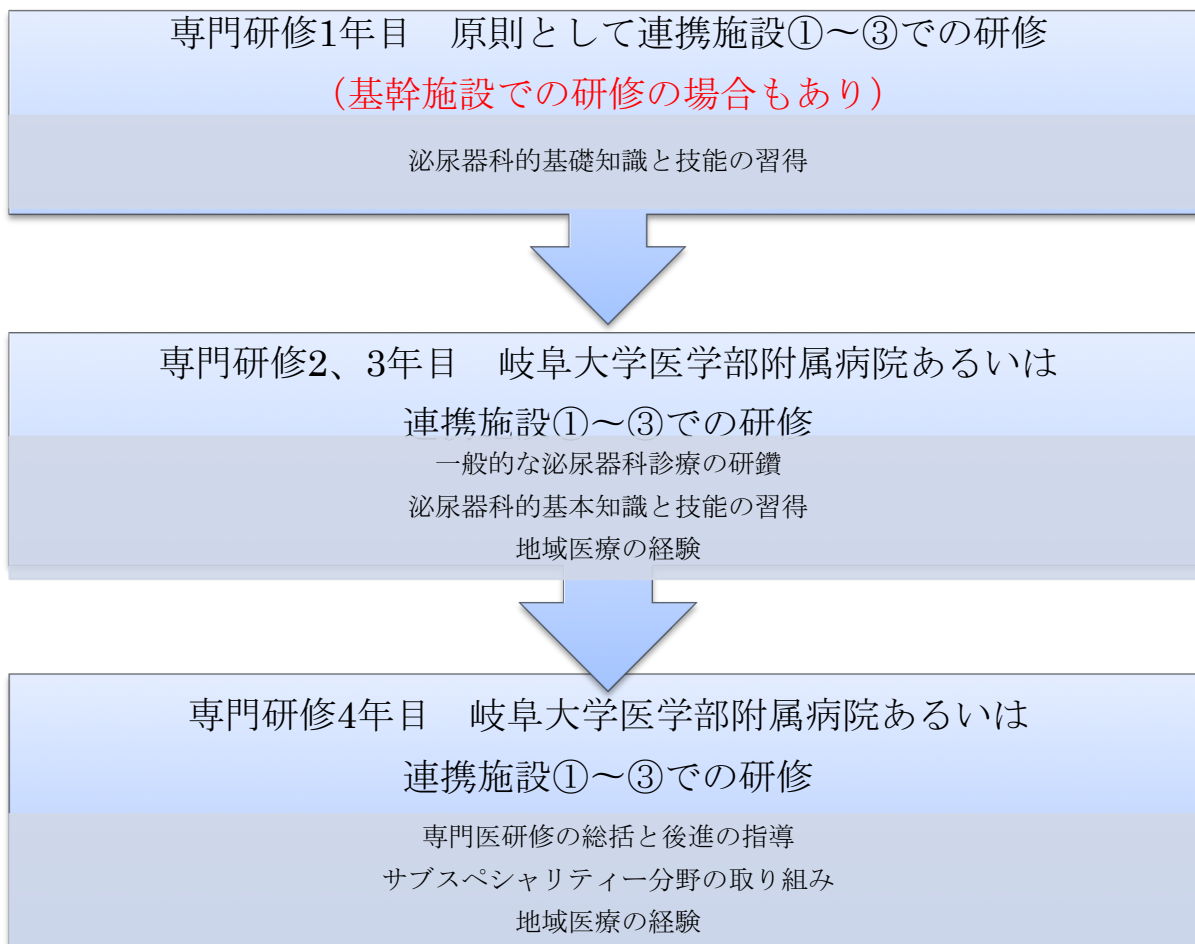 専門研修1年目　原則として連携施設①～③での研修
（基幹施設での研修の場合もあり）
泌尿器科的基礎知識と技能の習得
専門研修2、3年目　岐阜大学医学部附属病院あるいは
連携施設①～③での研修
一般的な泌尿器科診療の研鑽
泌尿器科的基本知識と技能の習得
地域医療の経験
専門研修4年目　岐阜大学医学部附属病院あるいは
連携施設①～③での研修
専門医研修の総括と後進の指導
サブスペシャリティー分野の取り組み
地域医療の経験